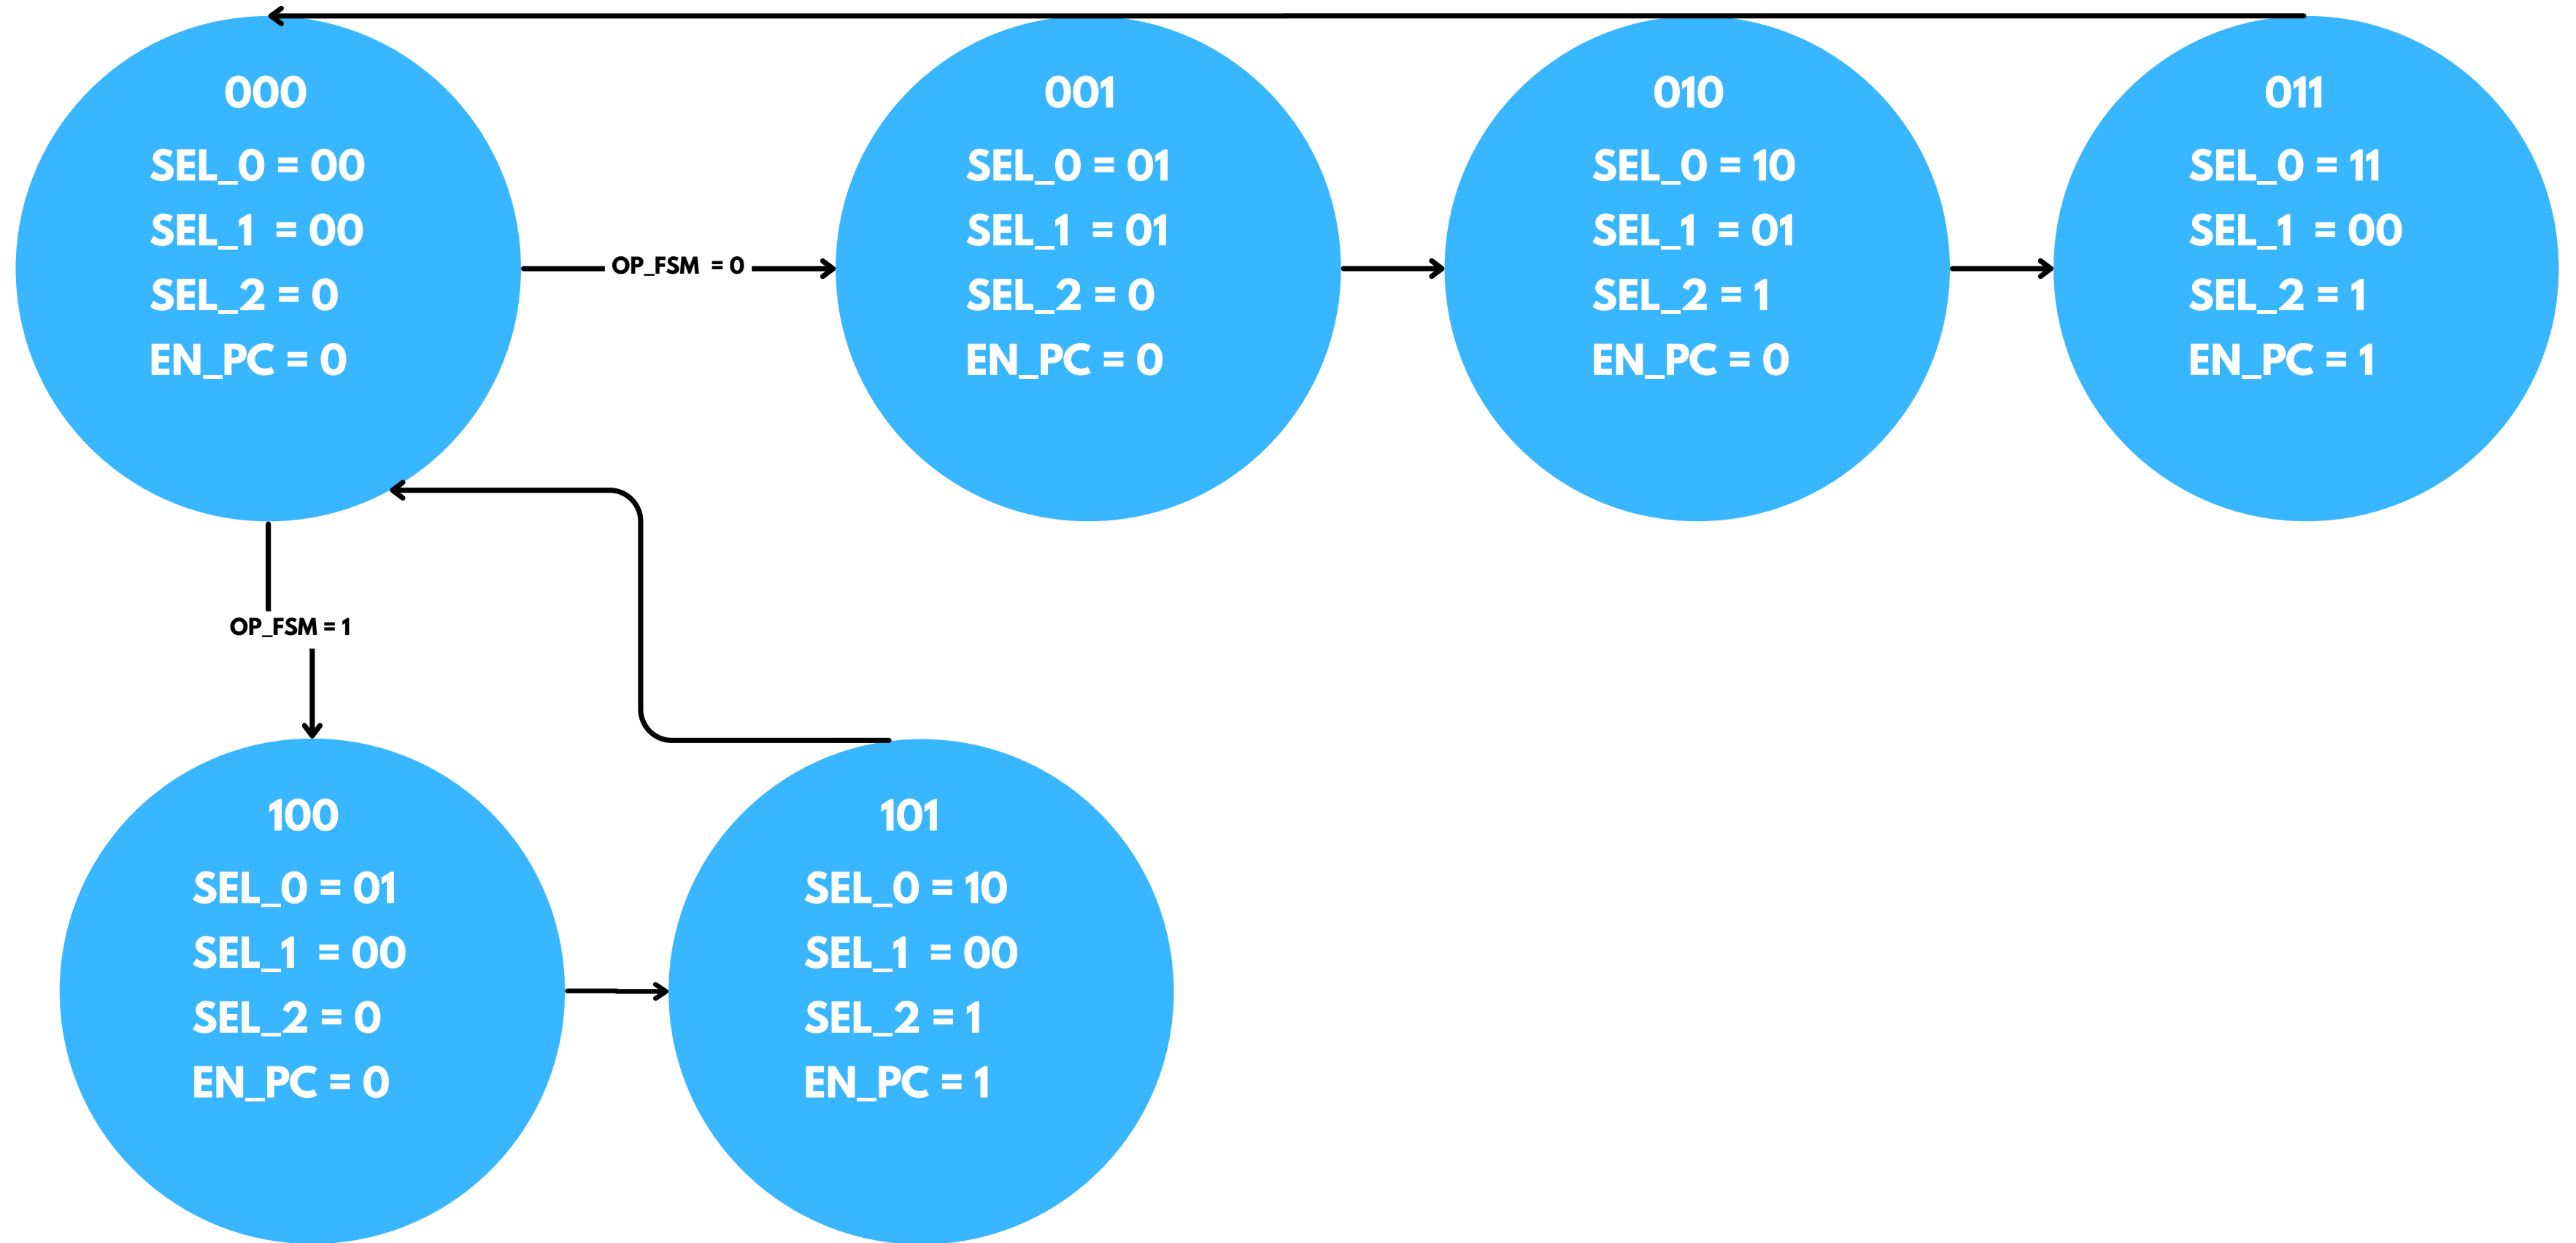 000
SEL_0 = 00
SEL_1 = 00
SEL_2 = 0
EN_PC = 0
OP_FSM = 0
001
SEL_0 = 01
SEL_1 = 01
SEL_2 = 0
EN_PC = 0
010
SEL_0 = 10
SEL_1 = 01
SEL_2 = 1
EN_PC = 0
011
SEL_0 = 11
SEL_1 = 00
SEL_2 = 1
EN_PC = 1
OP_FSM = 1
100
SEL_0 = 01
SEL_1 = 00
SEL_2 = 0
EN_PC = 0
101
SEL_0 = 10
SEL_1 = 00
SEL_2 = 1
EN_PC = 1